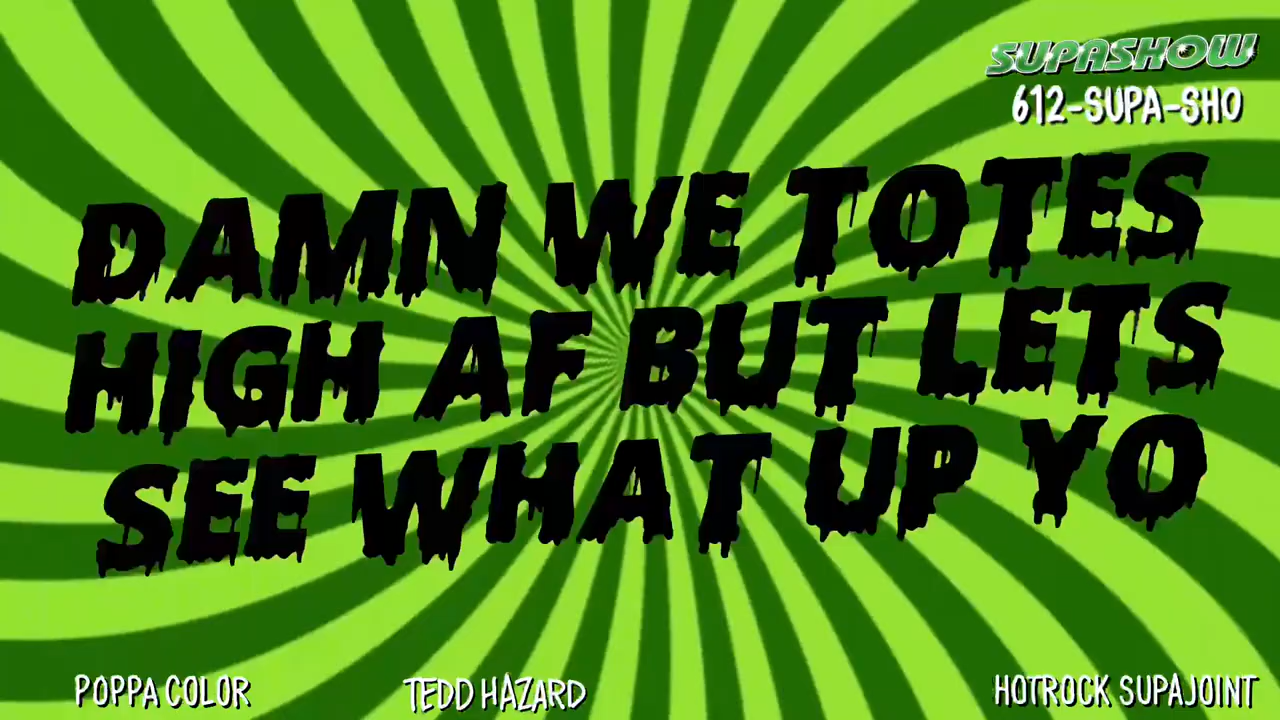 SUPASHOW
612-SUPA-SHO
DAMN WE TOTES
HIGH AF BUT LETS
SEE WHAT UP YO
POPPA COLOR
TEDD HAZARD
HOTROCK SUPAJOINT